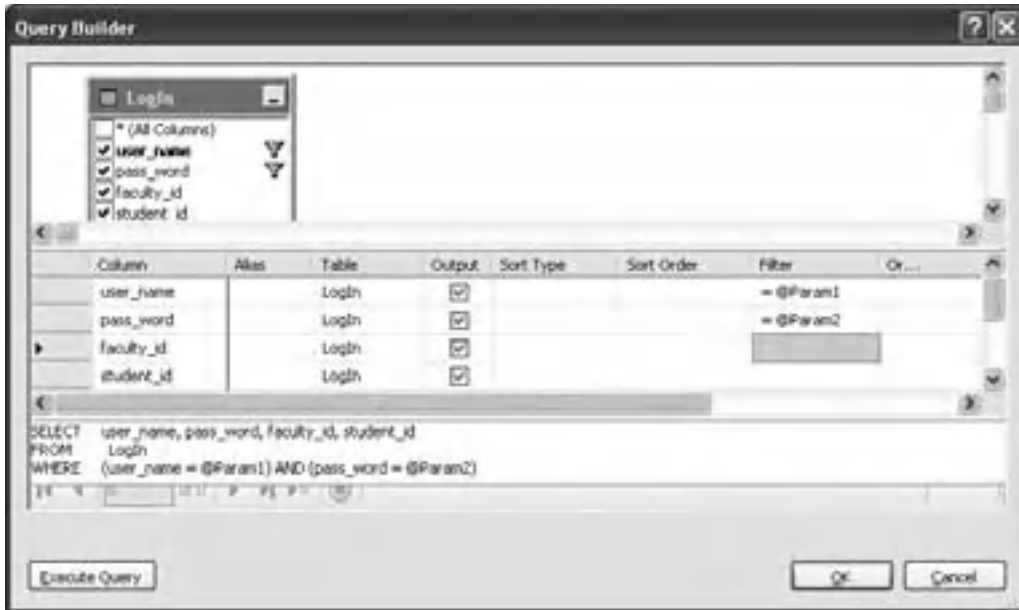 Query Builder
LogIn
* (All Columns)
user_name
pass_word
faculty_id
student_id
Column Alias Table Output Sort Type Sort Order Filter Or...
user_name LogIn = @Param1
pass_word LogIn = @Param2
faculty_id LogIn
student_id LogIn
SELECT user_name, pass_word, faculty_id, student_id
FROM LogIn
WHERE (user_name = @Param1) AND (pass_word = @Param2)
Execute Query OK Cancel